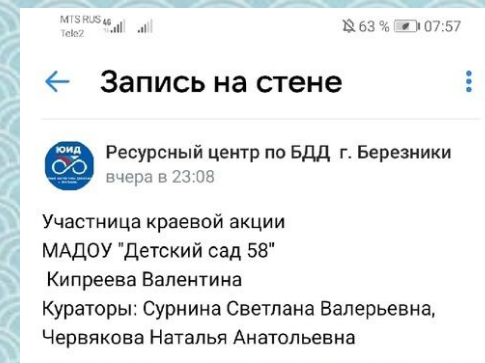 MTS RUS 4G
Tele2
63 % 07:57
Запись на стене
ЮИД
Ресурсный центр по БДД г. Березники
вчера в 23:08
Участница краевой акции
МАДОУ "Детский сад 58"
Кипреева Валентина
Кураторы: Сурнина Светлана Валерьевна,
Червякова Наталья Анатольевна